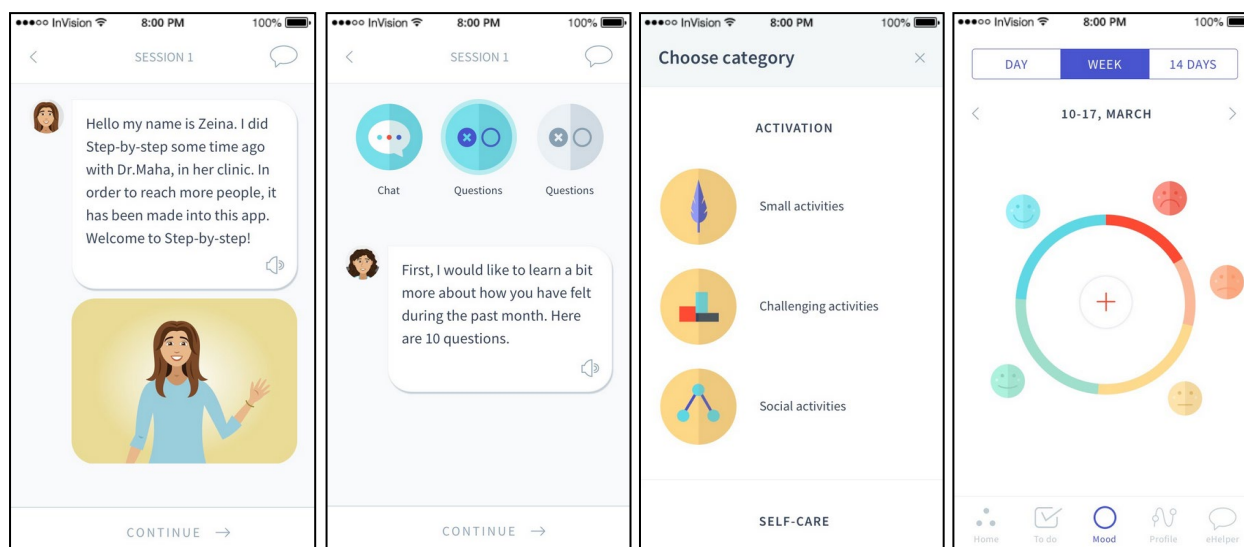 ●●●○○ InVision 8:00 PM 100%
SESSION 1
Hello my name is Zeina. I did
Step-by-step some time ago
with Dr.Maha, in her clinic. In
order to reach more people, it
has been made into this app.
Welcome to Step-by-step!
CONTINUE →
●●●○○ InVision 8:00 PM 100%
SESSION 1
Chat Questions Questions
First, I would like to learn a bit
more about how you have felt
during the past month. Here
are 10 questions.
CONTINUE →
●●●○○ InVision 8:00 PM 100%
Choose category
ACTIVATION
Small activities
Challenging activities
Social activities
SELF-CARE
●●●○○ InVision 8:00 PM 100%
DAY WEEK 14 DAYS
10-17, MARCH
Home To do Mood Profile eHelper